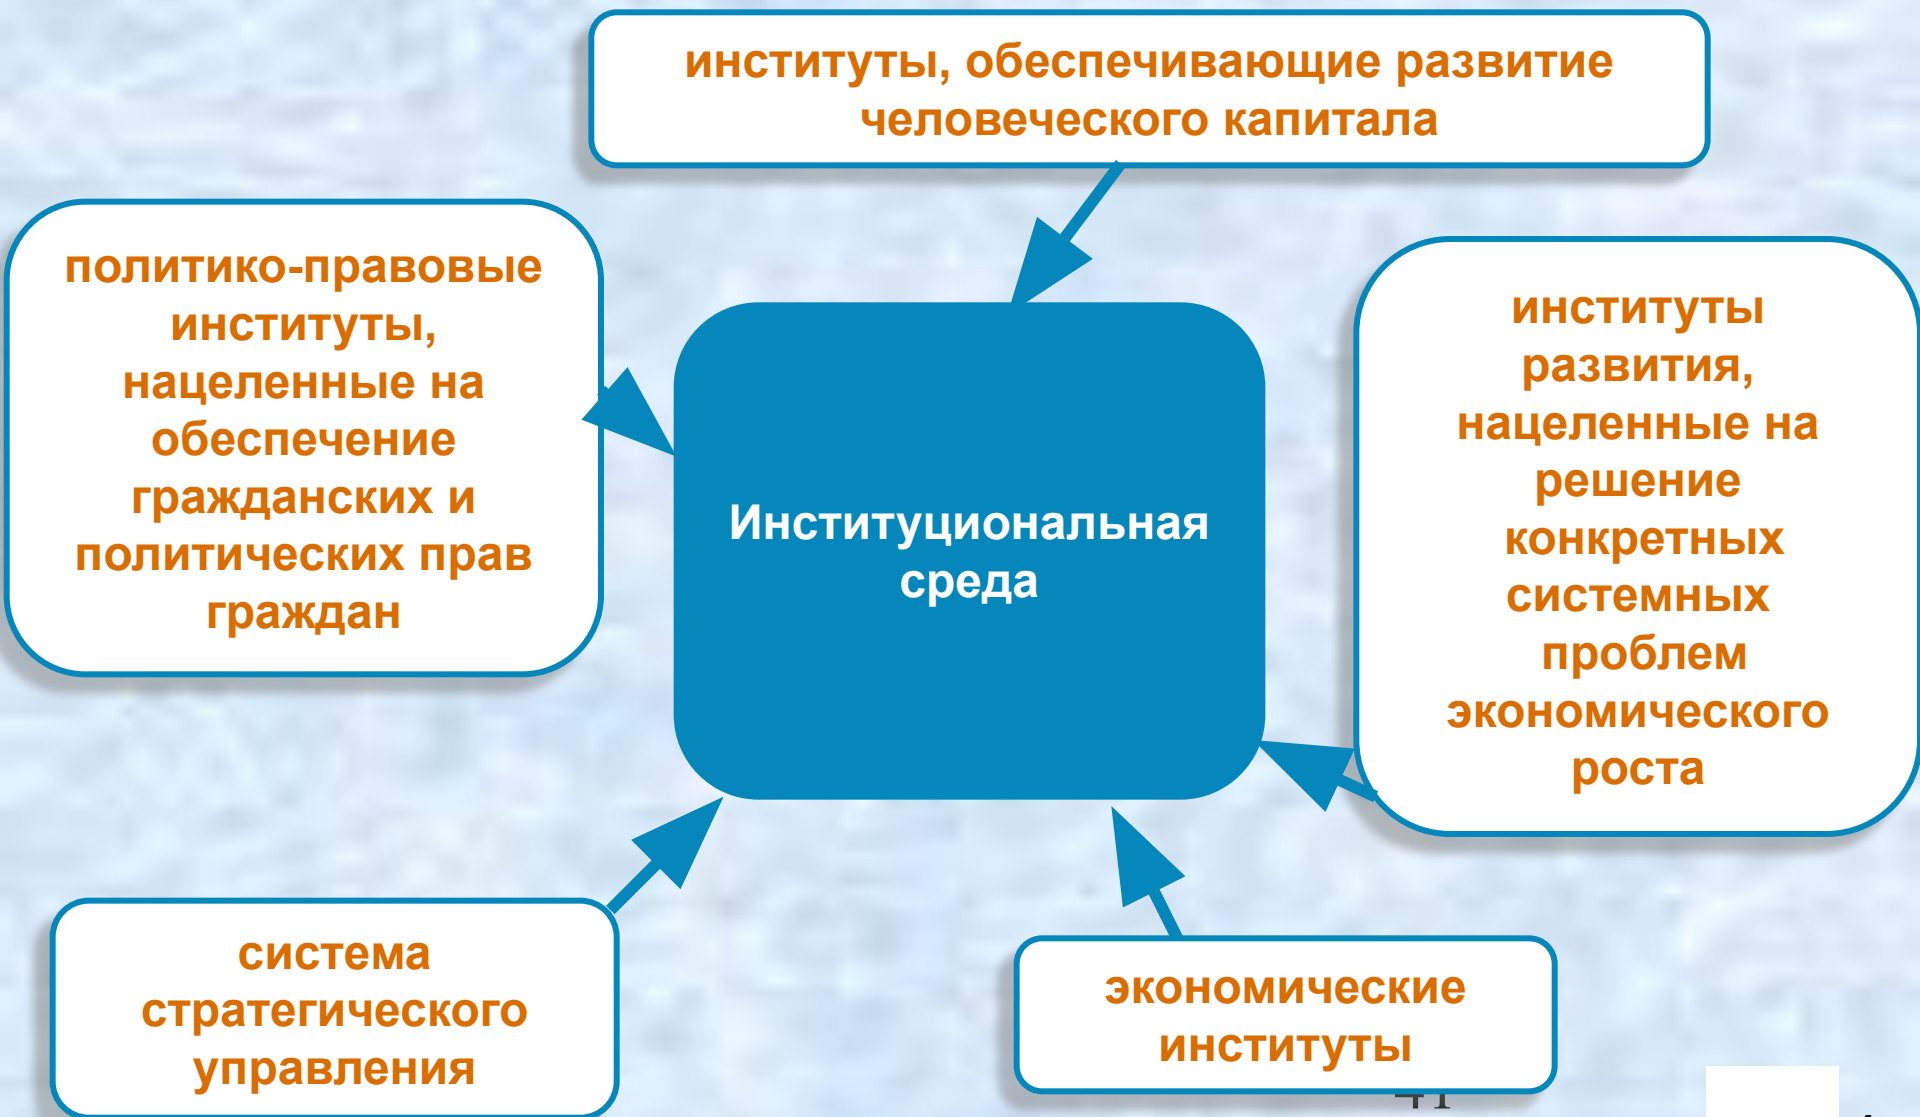 институты, обеспечивающие развитие
человеческого капитала
политико-правовые
институты,
нацеленные на
обеспечение
гражданских и
политических прав
граждан
институты
развития,
нацеленные на
решение
конкретных
системных
проблем
экономического
роста
Институциональная
среда
система
стратегического
управления
экономические
институты